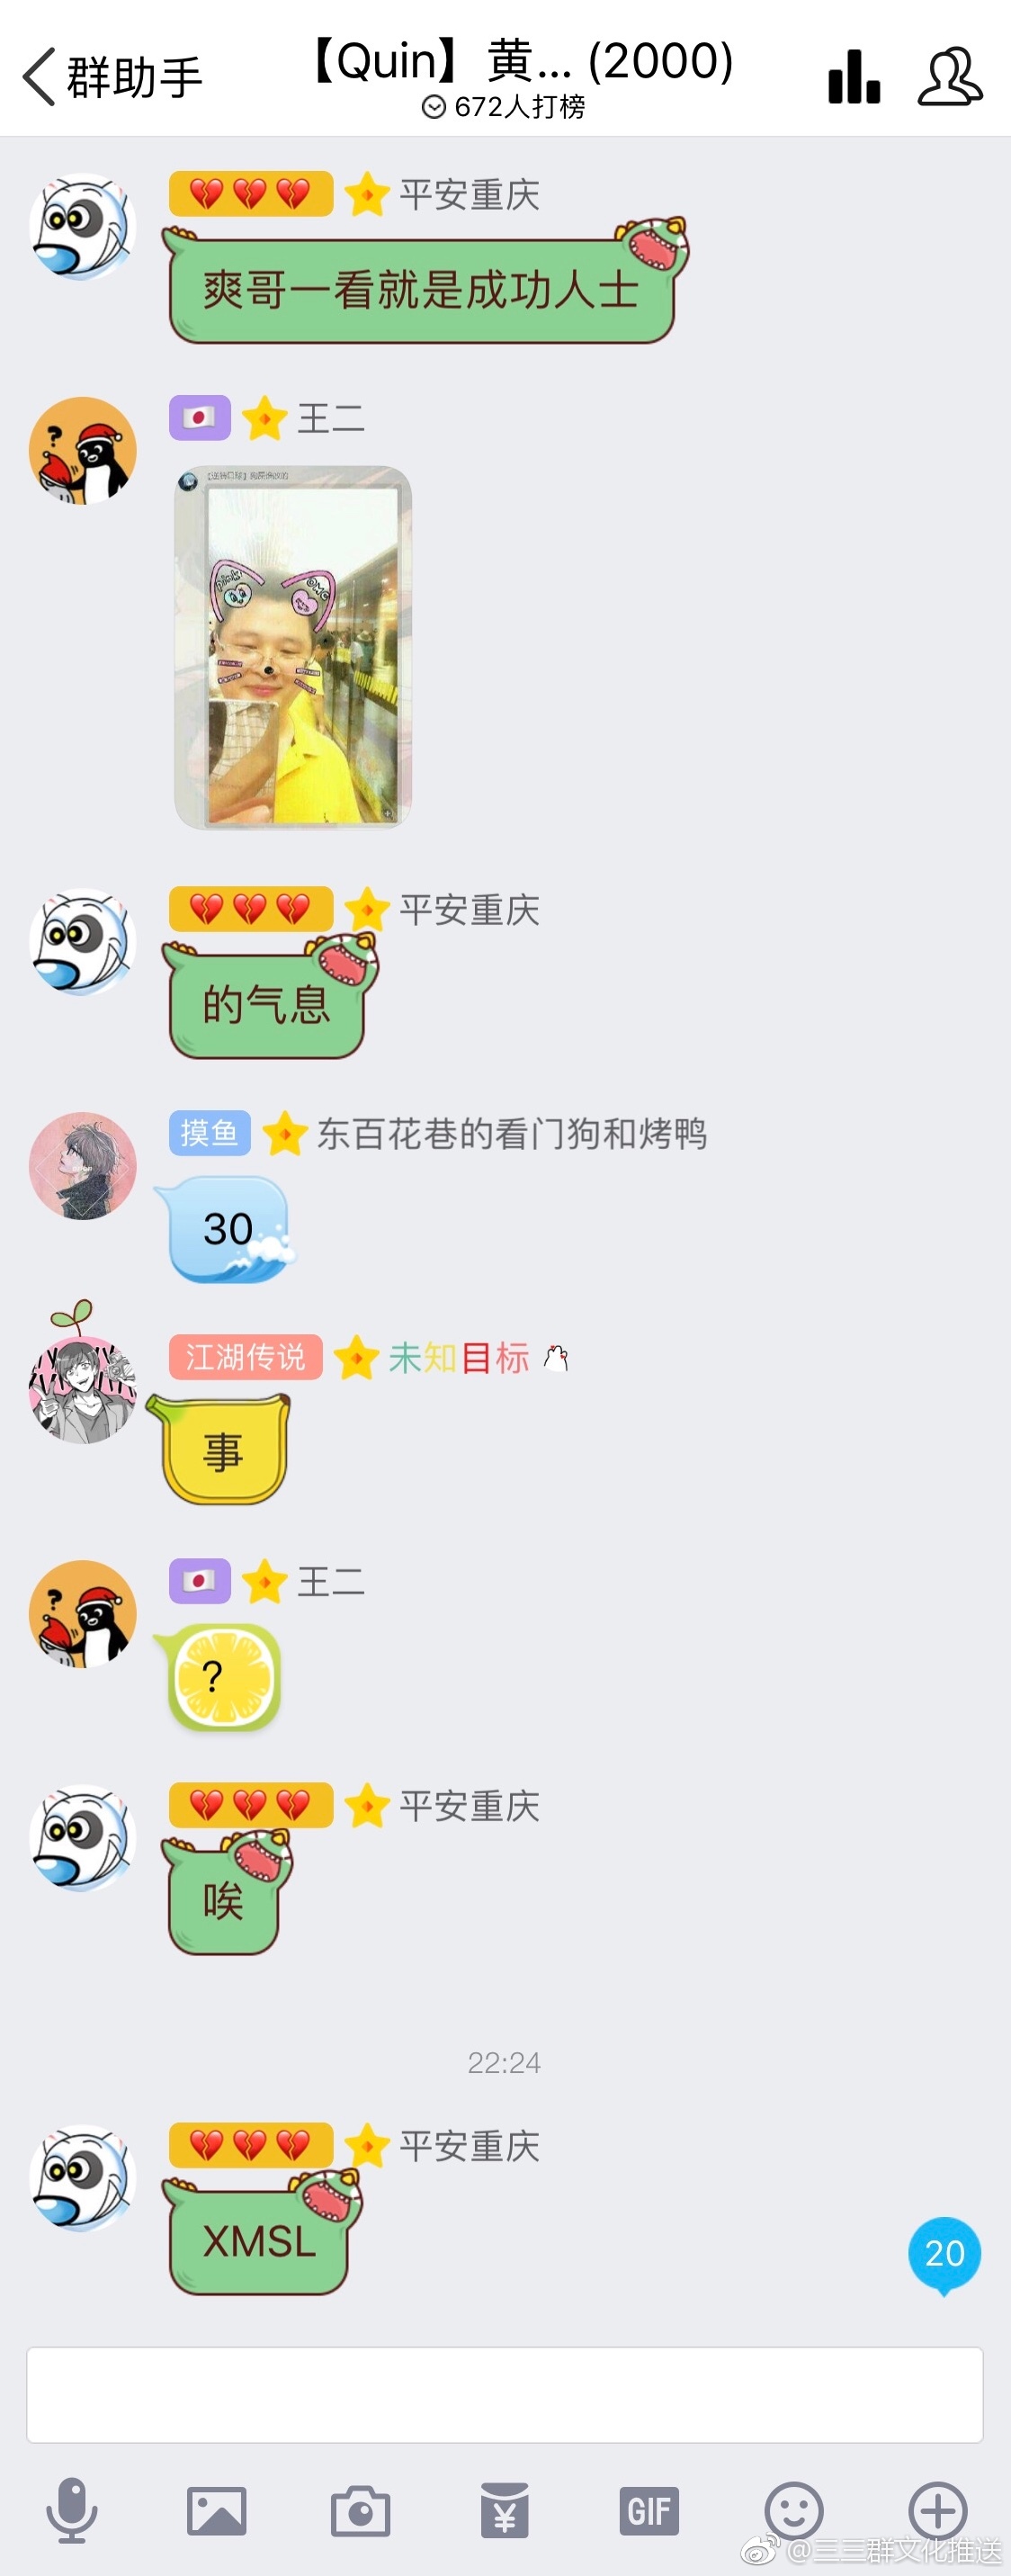 群助手
【Quin】黄... (2000)
672人打榜
平安重庆
爽哥一看就是成功人士
王二
OMG
平安重庆
的气息
摸鱼 东百花巷的看门狗和烤鸭
30
江湖传说 未知目标
事
王二
?
平安重庆
唉
22:24
平安重庆
XMSL
20
GIF
@三三群文化推送